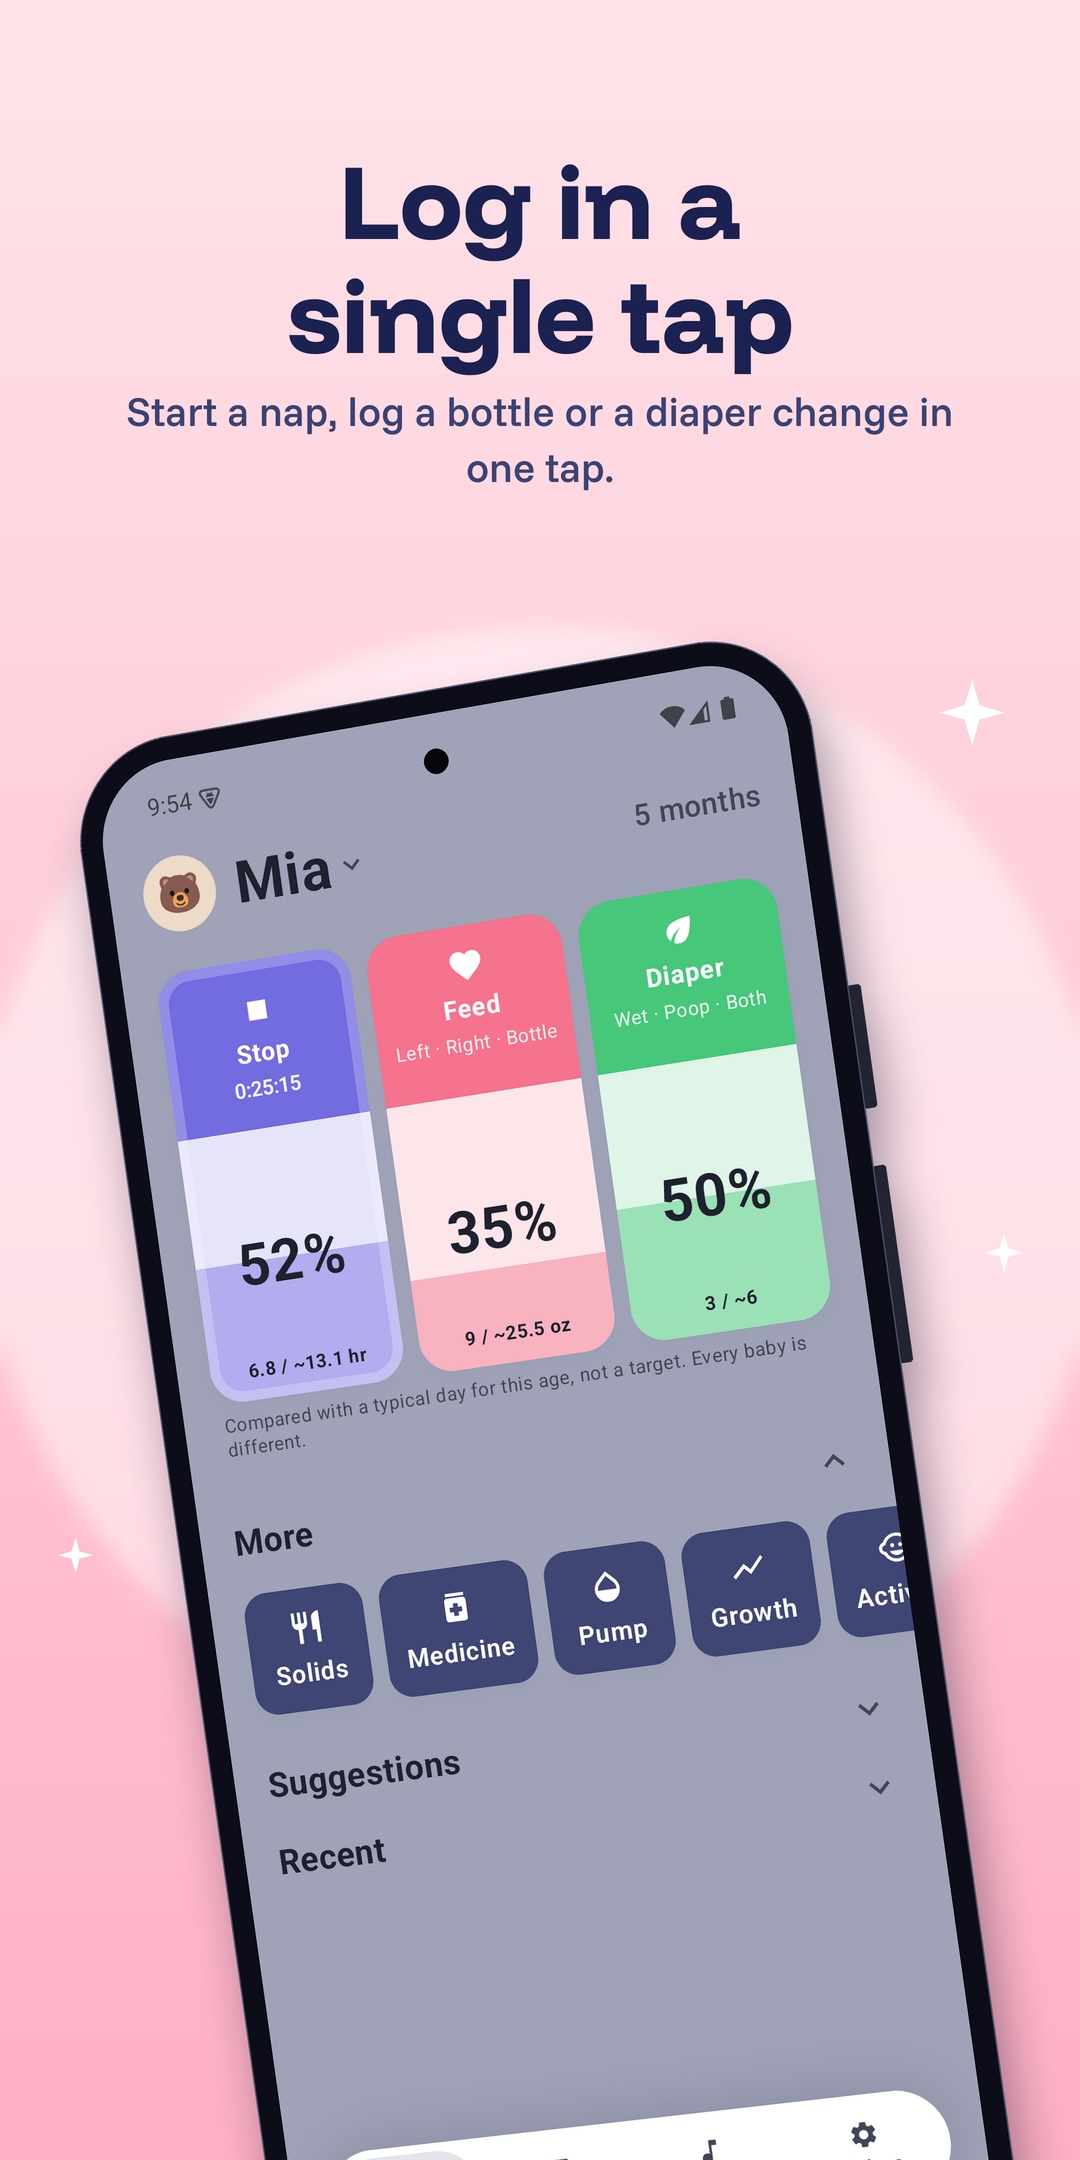 Log in a
single tap
Start a nap, log a bottle or a diaper change in
one tap.
9:54
5 months
Mia
Stop
0:25:15
52%
6.8 / ~13.1 hr
Feed
Left · Right · Bottle
35%
9 / ~25.5 oz
Diaper
Wet · Poop · Both
50%
3 / ~6
Compared with a typical day for this age, not a target. Every baby is
different.
More
Solids
Medicine
Pump
Growth
Suggestions
Recent